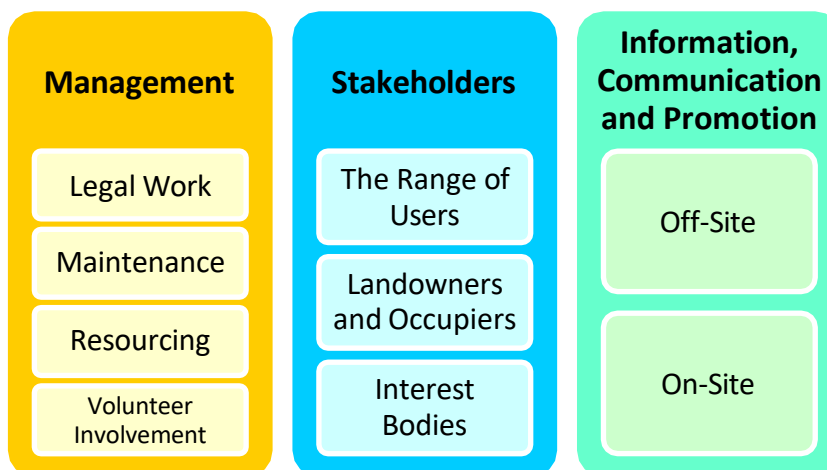 Management
Legal Work
Maintenance
Resourcing
Volunteer
Involvement
Stakeholders
The Range of
Users
Landowners
and Occupiers
Interest
Bodies
Information,
Communication
and Promotion
Off-Site
On-Site